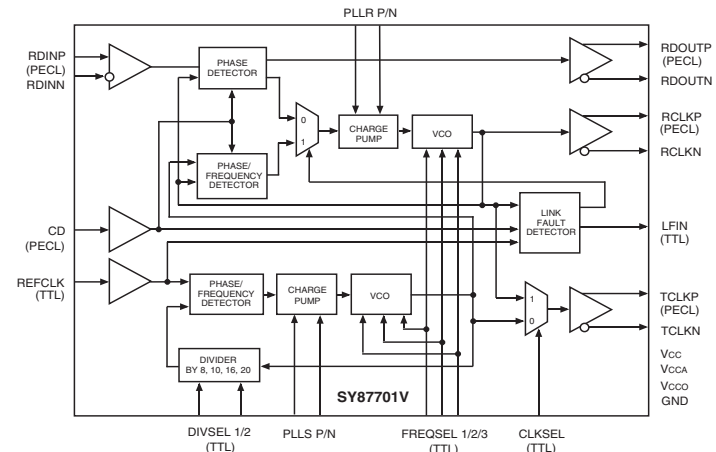 PLLR P/N
RDINP
(PECL)
RDINN
PHASE
DETECTOR
RDOUTP
(PECL)
RDOUTN
0
1
CHARGE
PUMP
VCO
RCLKP
(PECL)
RCLKN
PHASE/
FREQUENCY
DETECTOR
CD
(PECL)
LINK
FAULT
DETECTOR
LFIN
(TTL)
REFCLK
(TTL)
PHASE/
FREQUENCY
DETECTOR
CHARGE
PUMP
VCO
1
0
TCLKP
(PECL)
TCLKN
DIVIDER
BY 8, 10, 16, 20
SY87701V
VCC
VCCA
VCCO
GND
DIVSEL 1/2
(TTL)
PLLS P/N
FREQSEL 1/2/3
(TTL)
CLKSEL
(TTL)